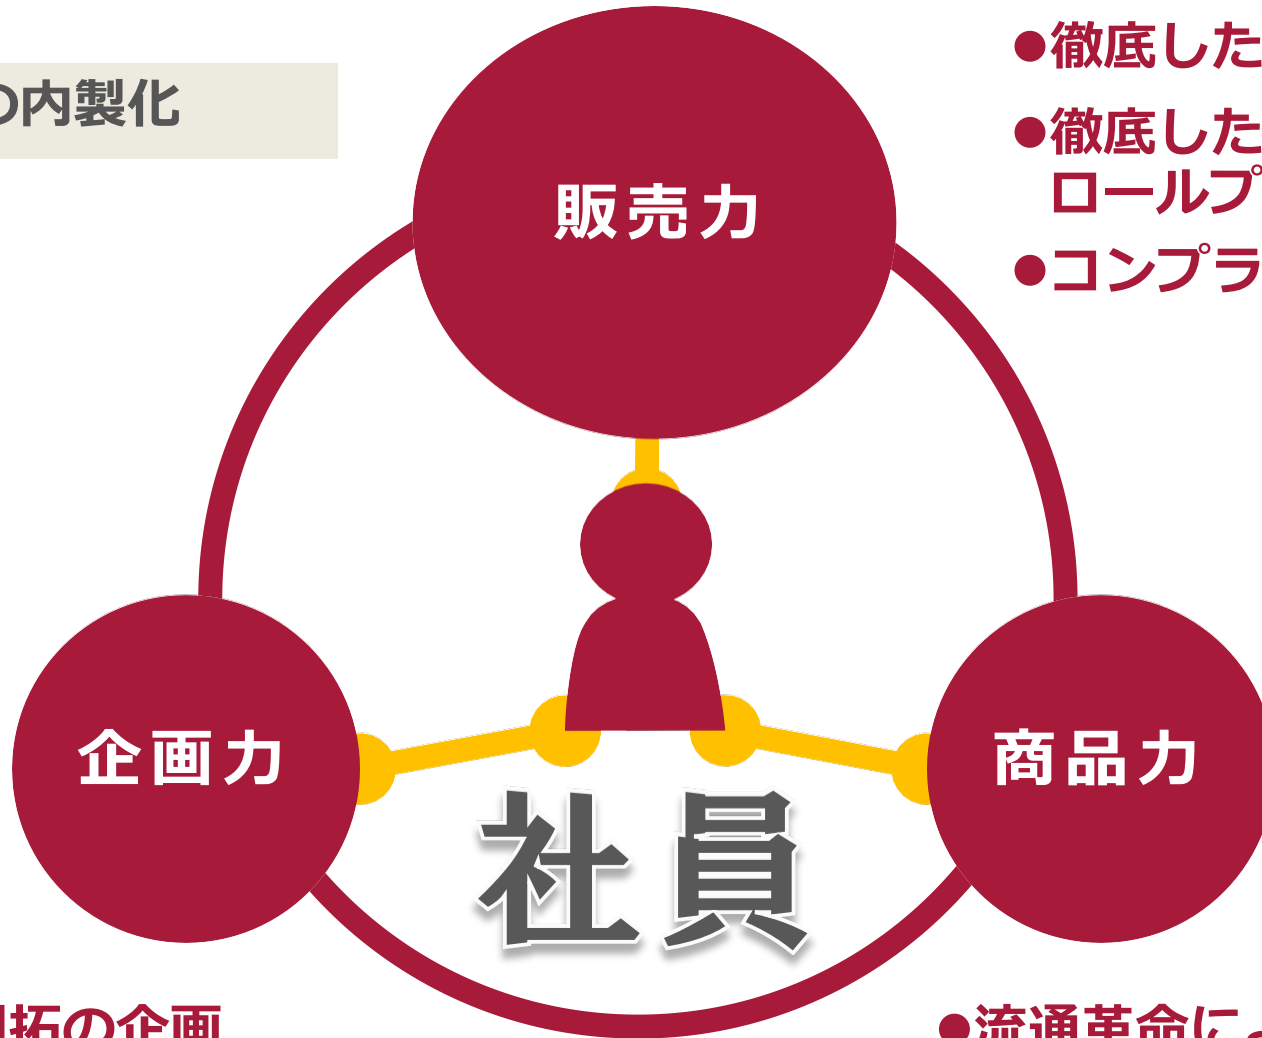 の内製化
●徹底した
●徹底した
ロールプ
●コンプラ
販売力
企画力
商品力
社員
拓の企画
●流通革命に